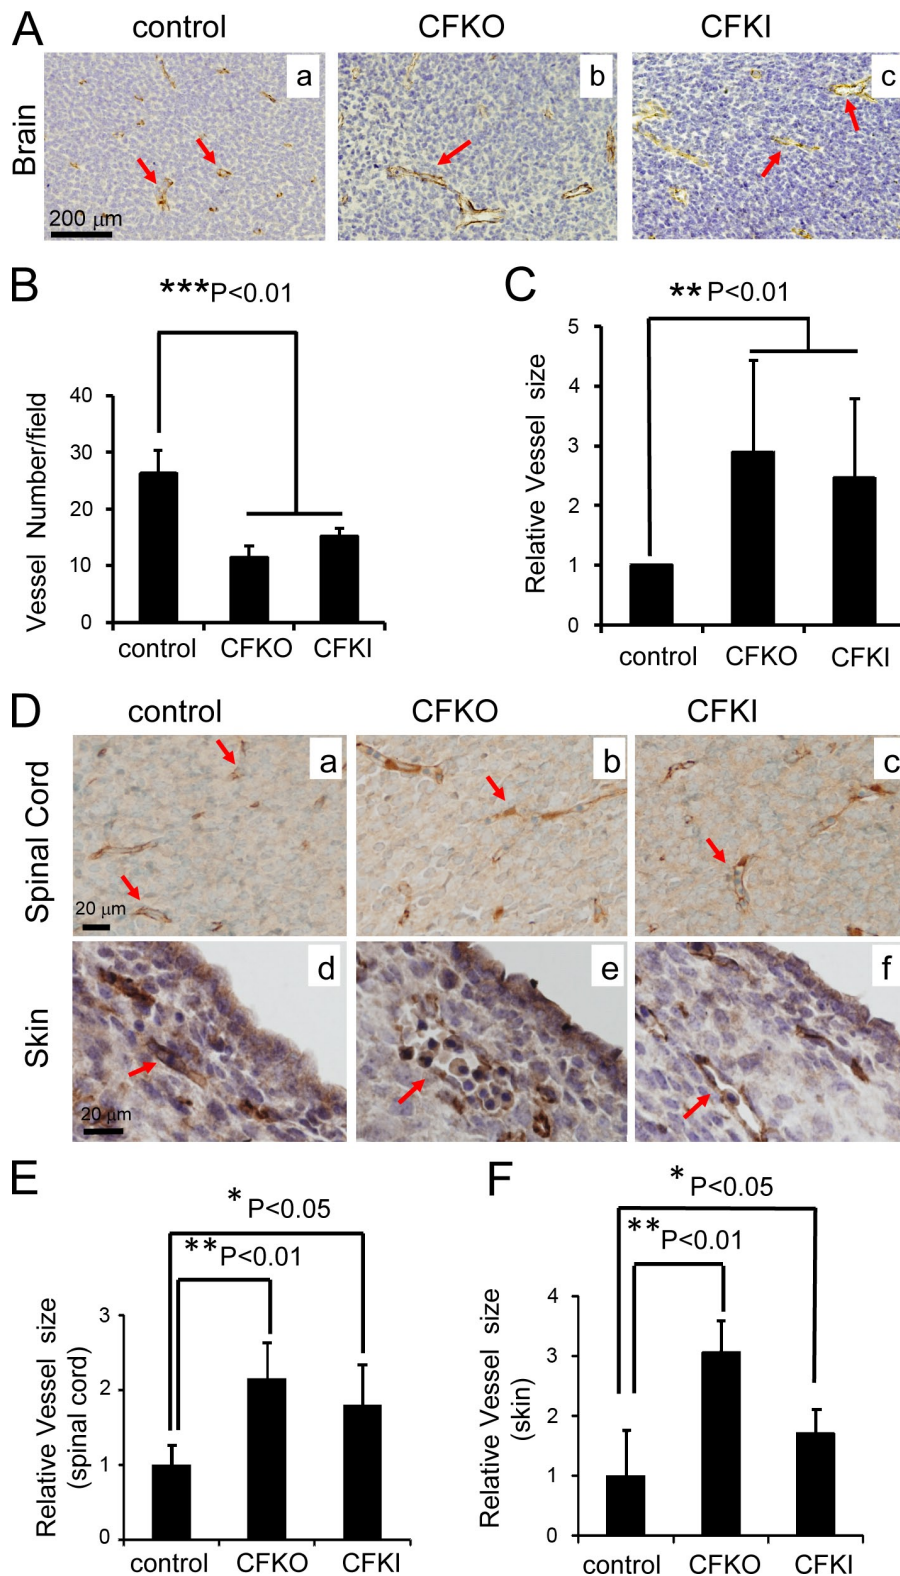 A control CFKO CFKI
Brain
a b c
200 μm
B
***P<0.01
Vessel Number/field
40
30
20
10
0
control CFKO CFKI
C
** P<0.01
Relative Vessel size
5
4
3
2
1
0
control CFKO CFKI
D control CFKO CFKI
Spinal Cord
a b c
20 μm
Skin
d e f
20 μm
E
* P<0.05
** P<0.01
Relative Vessel size
(spinal cord)
3
2
1
0
control CFKO CFKI
F
* P<0.05
** P<0.01
Relative Vessel size
(skin)
4
3
2
1
0
control CFKO CFKI